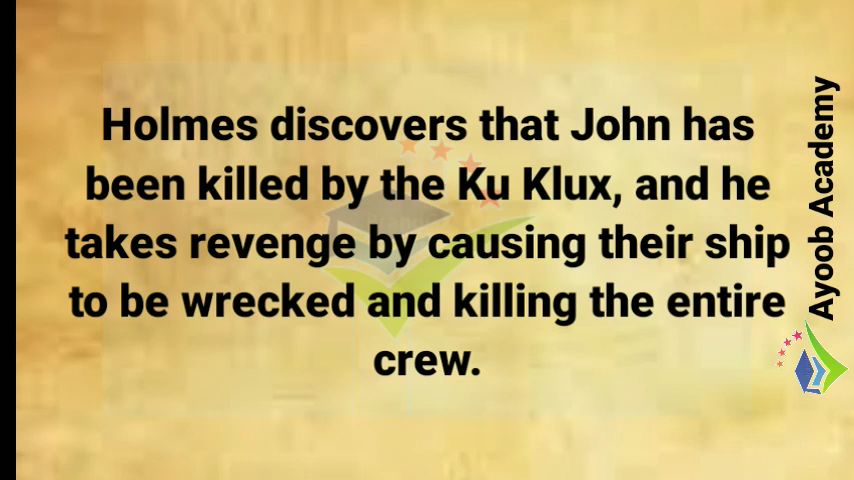 Holmes discovers that John has
been killed by the Ku Klux, and he
takes revenge by causing their ship
to be wrecked and killing the entire
crew.
Ayoob Academy